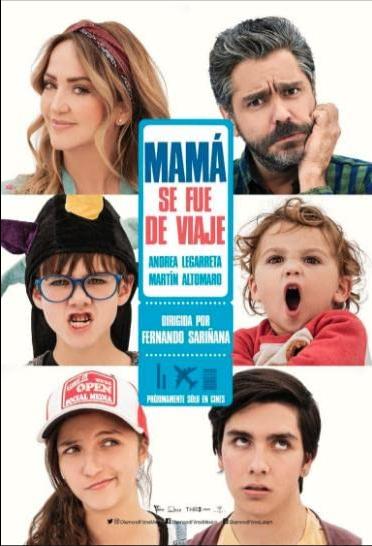 MAMÁ
SE FUE
DE VIAJE
ANDREA LEGARRETA
MARTÍN ALTOMARO
DIRIGIDA POR
FERNANDO SARIÑANA
PRÓXIMAMENTE SÓLO EN CINES
OPEN
SOCIAL MEDIA